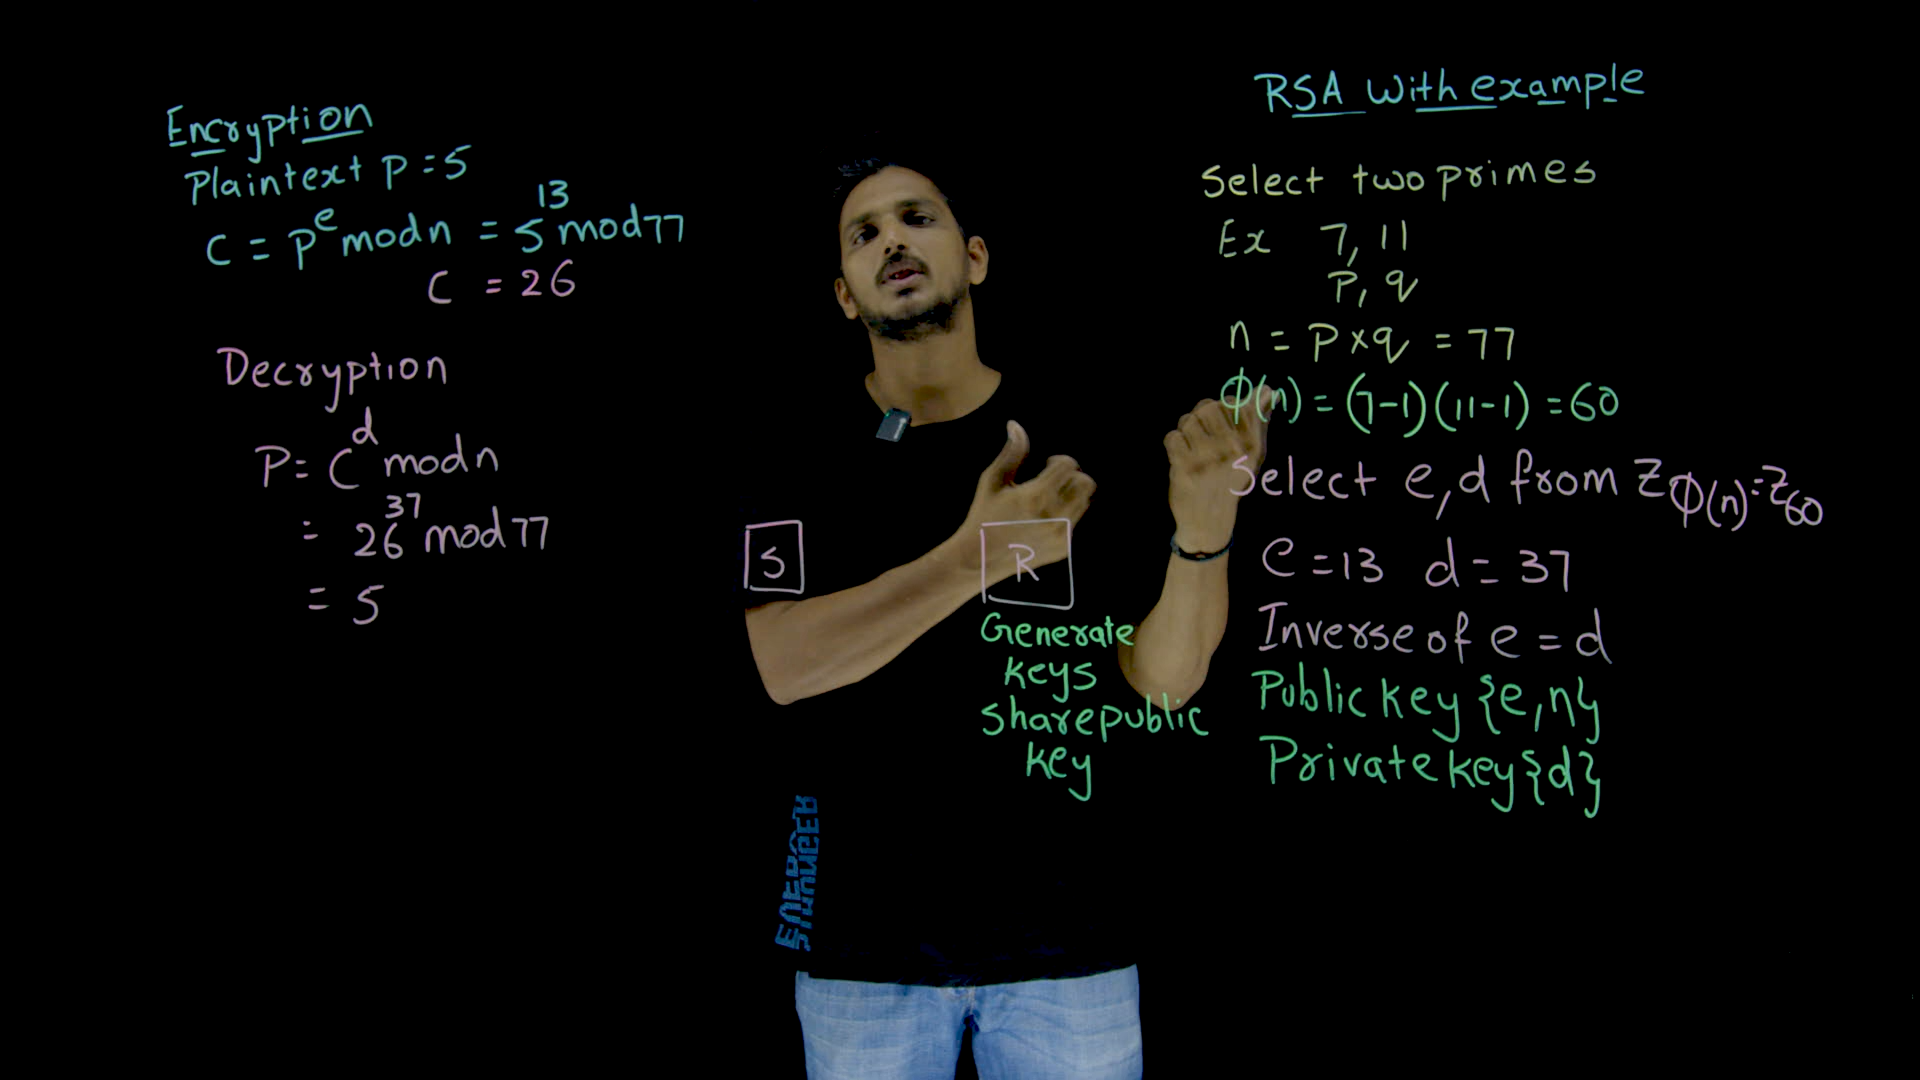 Encryption
Plaintext P = 5
C = P^e mod n = 5^13 mod 77
C = 26
Decryption
P = C^d mod n
= 26^37 mod 77
= 5
S
R
Generate
keys
Share public
key
RSA with example
Select two primes
Ex 7, 11
P, q
n = P × q = 77
ϕ(n) = (7-1)(11-1) = 60
Select e, d from Z_ϕ(n) = Z_60
e = 13 d = 37
Inverse of e = d
Public key {e, n}
Private key {d}